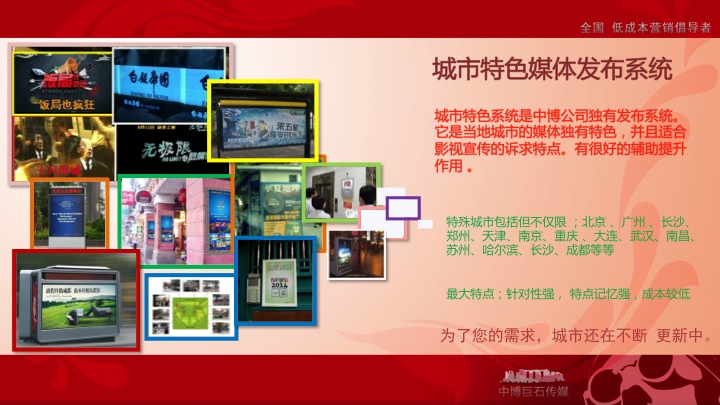 全国 低成本营销倡导者
城市特色媒体发布系统
城市特色系统是中博公司独有发布系统。
它是当地城市的媒体独有特色，并且适合
影视宣传的诉求特点。有很好的辅助提升
作用 。
特殊城市包括但不仅限 ；北京 、广州 、长沙、
郑州、天津、南京、重庆 、大连、武汉、南昌、
苏州、哈尔滨、长沙、成都等等
最大特点；针对性强， 特点记忆强，成本较低
为了您的需求，城市还在不断 更新中。
饭局也疯狂
白银帝国
无极限
2014
中博巨石传媒